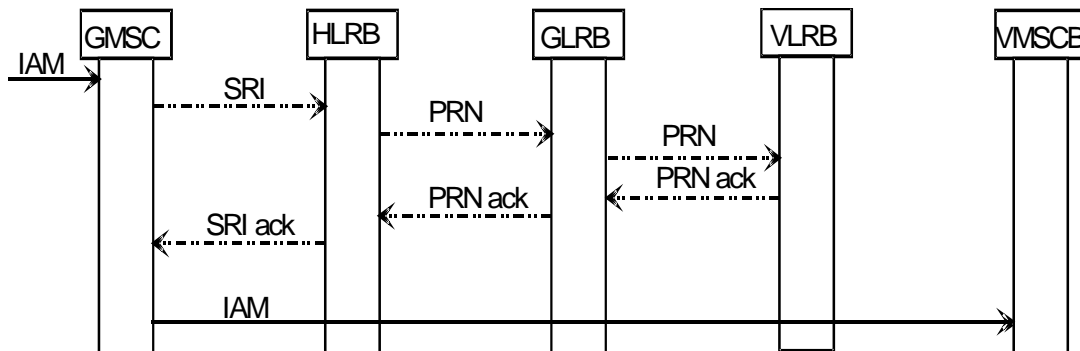 GMSC
HLRB
GLRB
VLRB
VMSCB
IAM
SRI
PRN
PRN
PRN ack
PRN ack
SRI ack
IAM